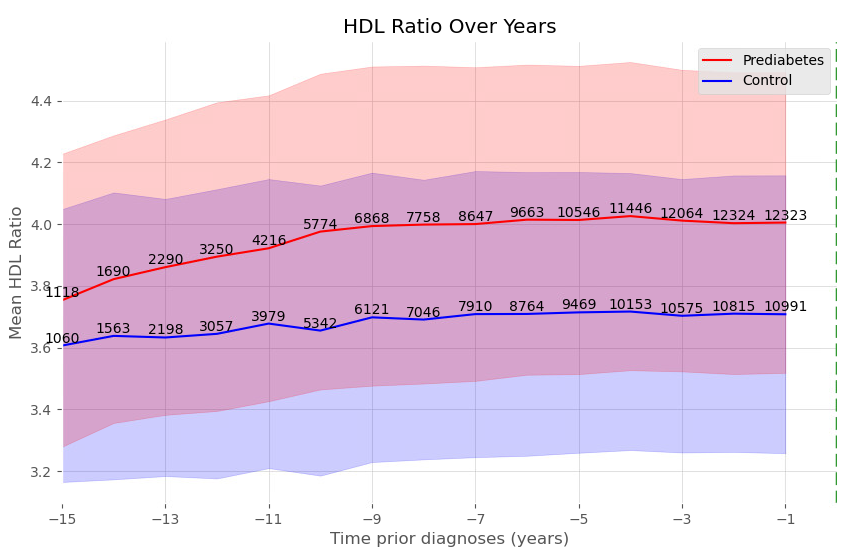 HDL Ratio Over Years
Prediabetes
Control
Mean HDL Ratio
4.4
4.2
4.0
3.8
3.6
3.4
3.2
1118 1690 2290 3250 4216 5774 6868 7758 8647 9663 10546 11446 12064 12324 12323
1060 1563 2198 3057 3979 5342 6121 7046 7910 8764 9469 10153 10575 10815 10991
−15 −13 −11 −9 −7 −5 −3 −1
Time prior diagnoses (years)